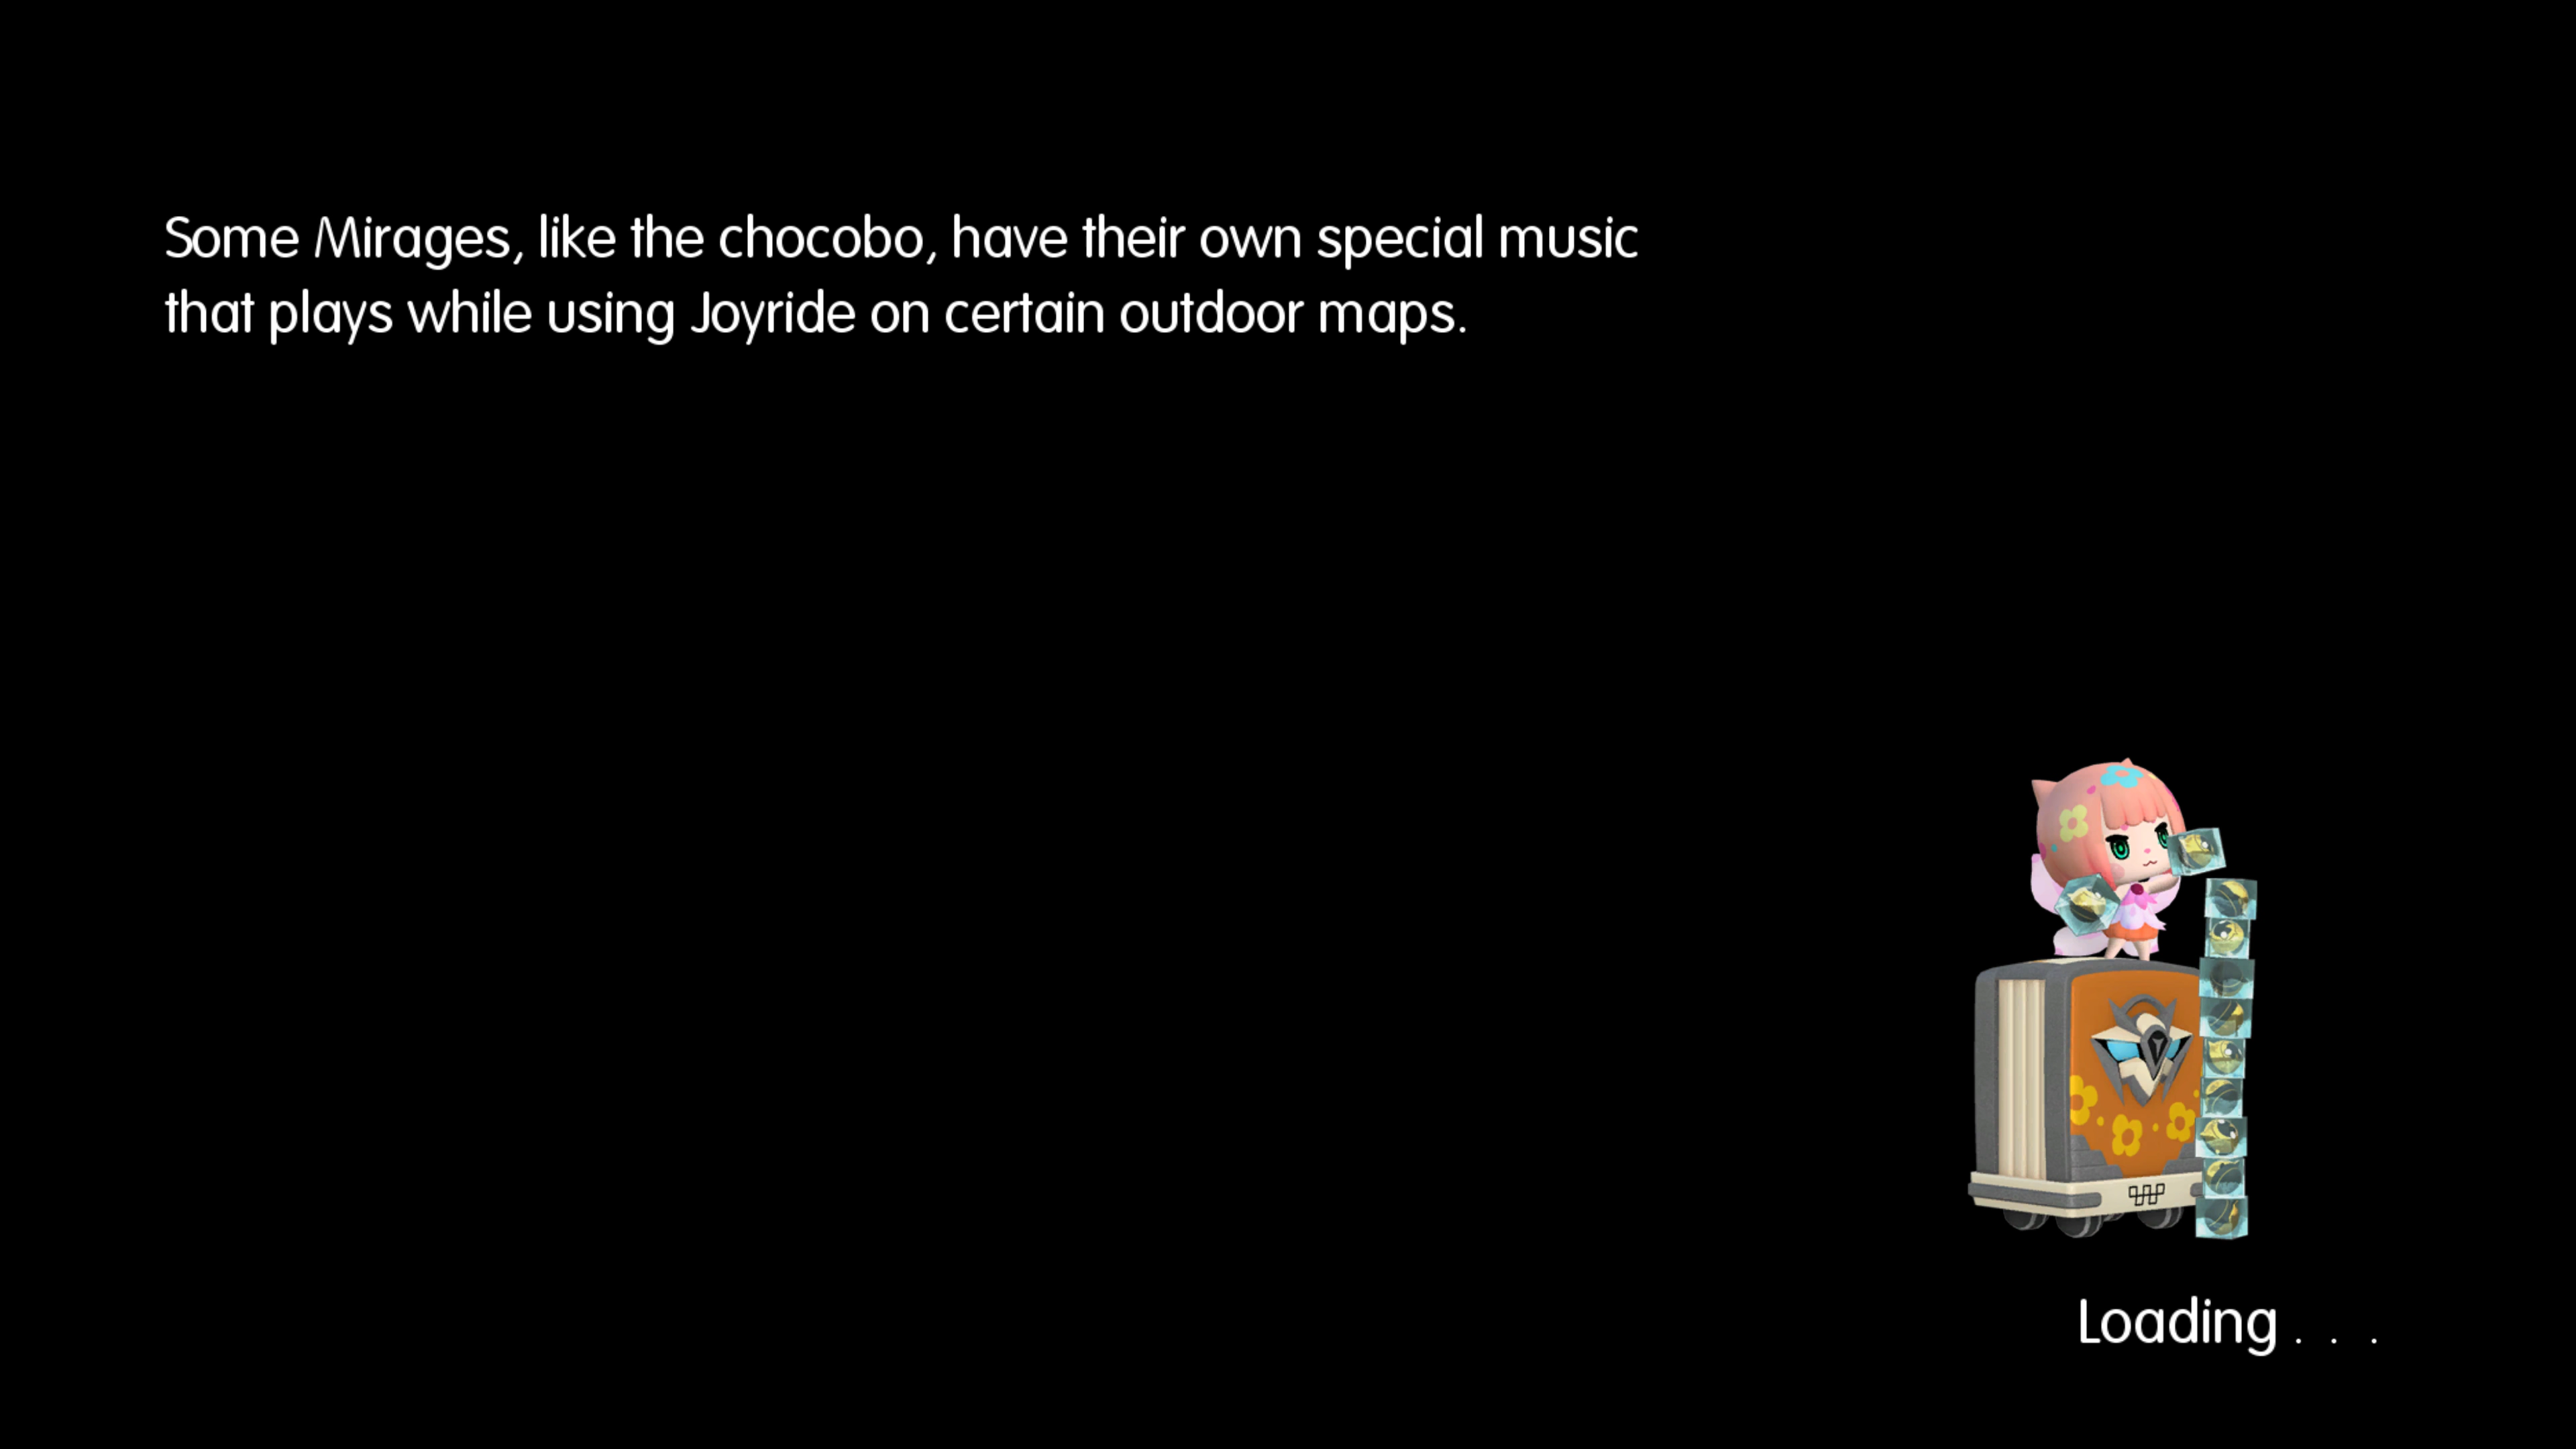 Some Mirages, like the chocobo, have their own special music
that plays while using Joyride on certain outdoor maps.
Loading . . .